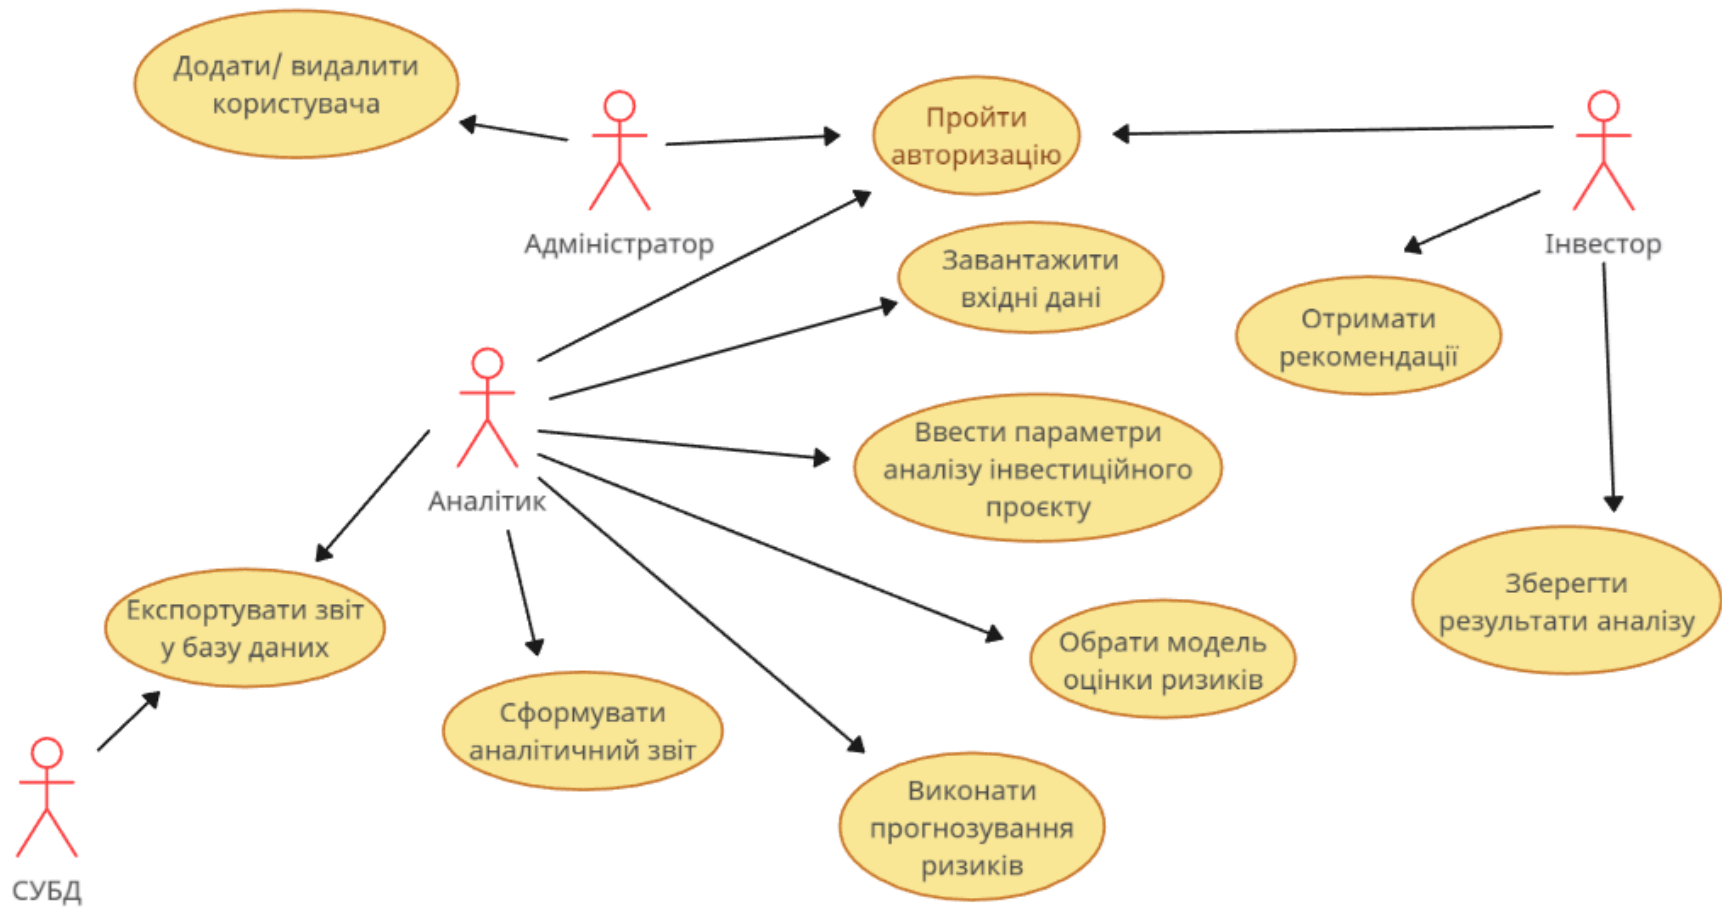 Додати/ видалити
користувача
Пройти
авторизацію
Адміністратор
Інвестор
Завантажити
вхідні дані
Отримати
рекомендації
Ввести параметри
аналізу інвестиційного
проєкту
Аналітик
Зберегти
результати аналізу
Експортувати звіт
у базу даних
Обрати модель
оцінки ризиків
Сформувати
аналітичний звіт
Виконати
прогнозування
ризиків
СУБД